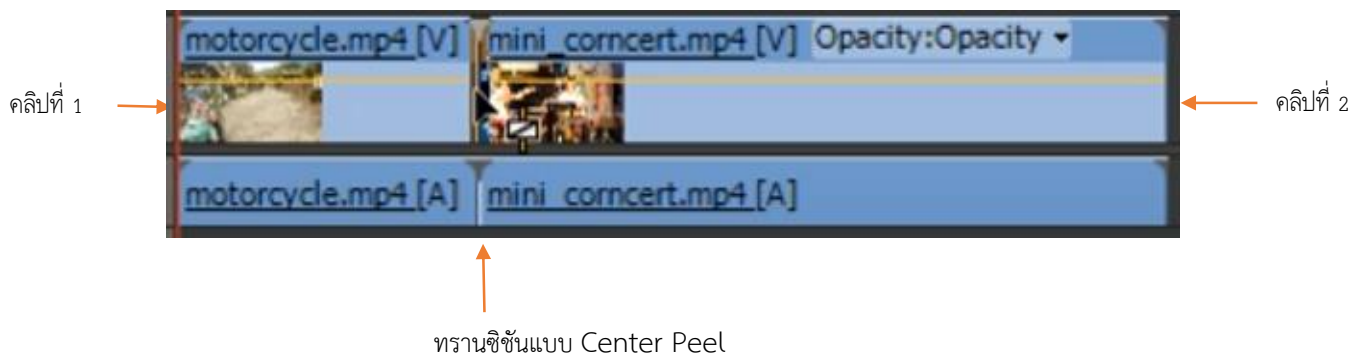 motorcycle.mp4 [V] mini_corncert.mp4 [V] Opacity:Opacity
คลิปที่ 1
คลิปที่ 2
motorcycle.mp4 [A] mini_corncert.mp4 [A]
ทรานซิชันแบบ Center Peel